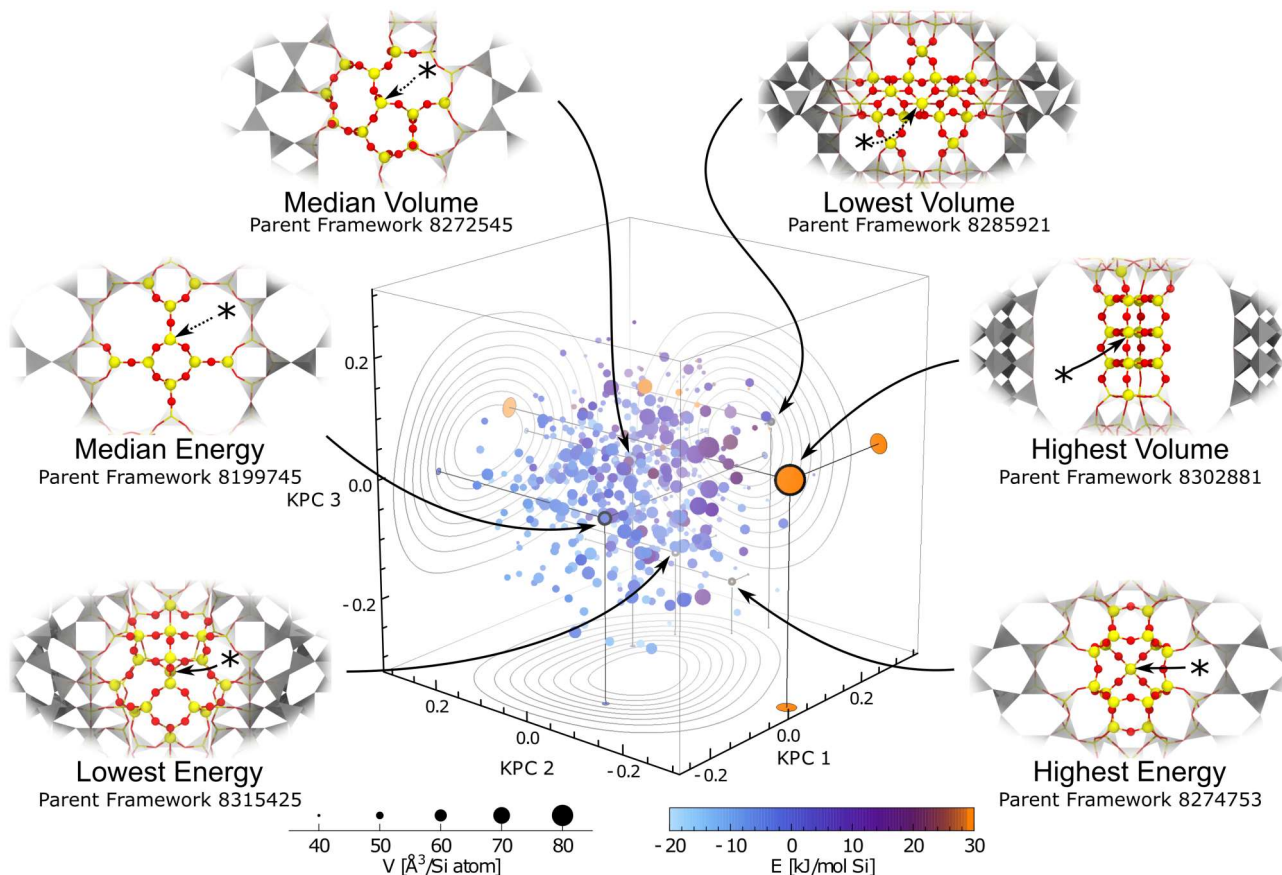 *
*
Median Volume
Parent Framework 8272545
Lowest Volume
Parent Framework 8285921
*
*
Median Energy
Parent Framework 8199745
Highest Volume
Parent Framework 8302881
*
*
Lowest Energy
Parent Framework 8315425
Highest Energy
Parent Framework 8274753
0.2
0.0
-0.2
KPC 3
0.2
0.0
-0.2
KPC 2
-0.2
0.0
0.2
KPC 1
40 50 60 70 80
V [Å³/Si atom]
-20 -10 0 10 20 30
E [kJ/mol Si]